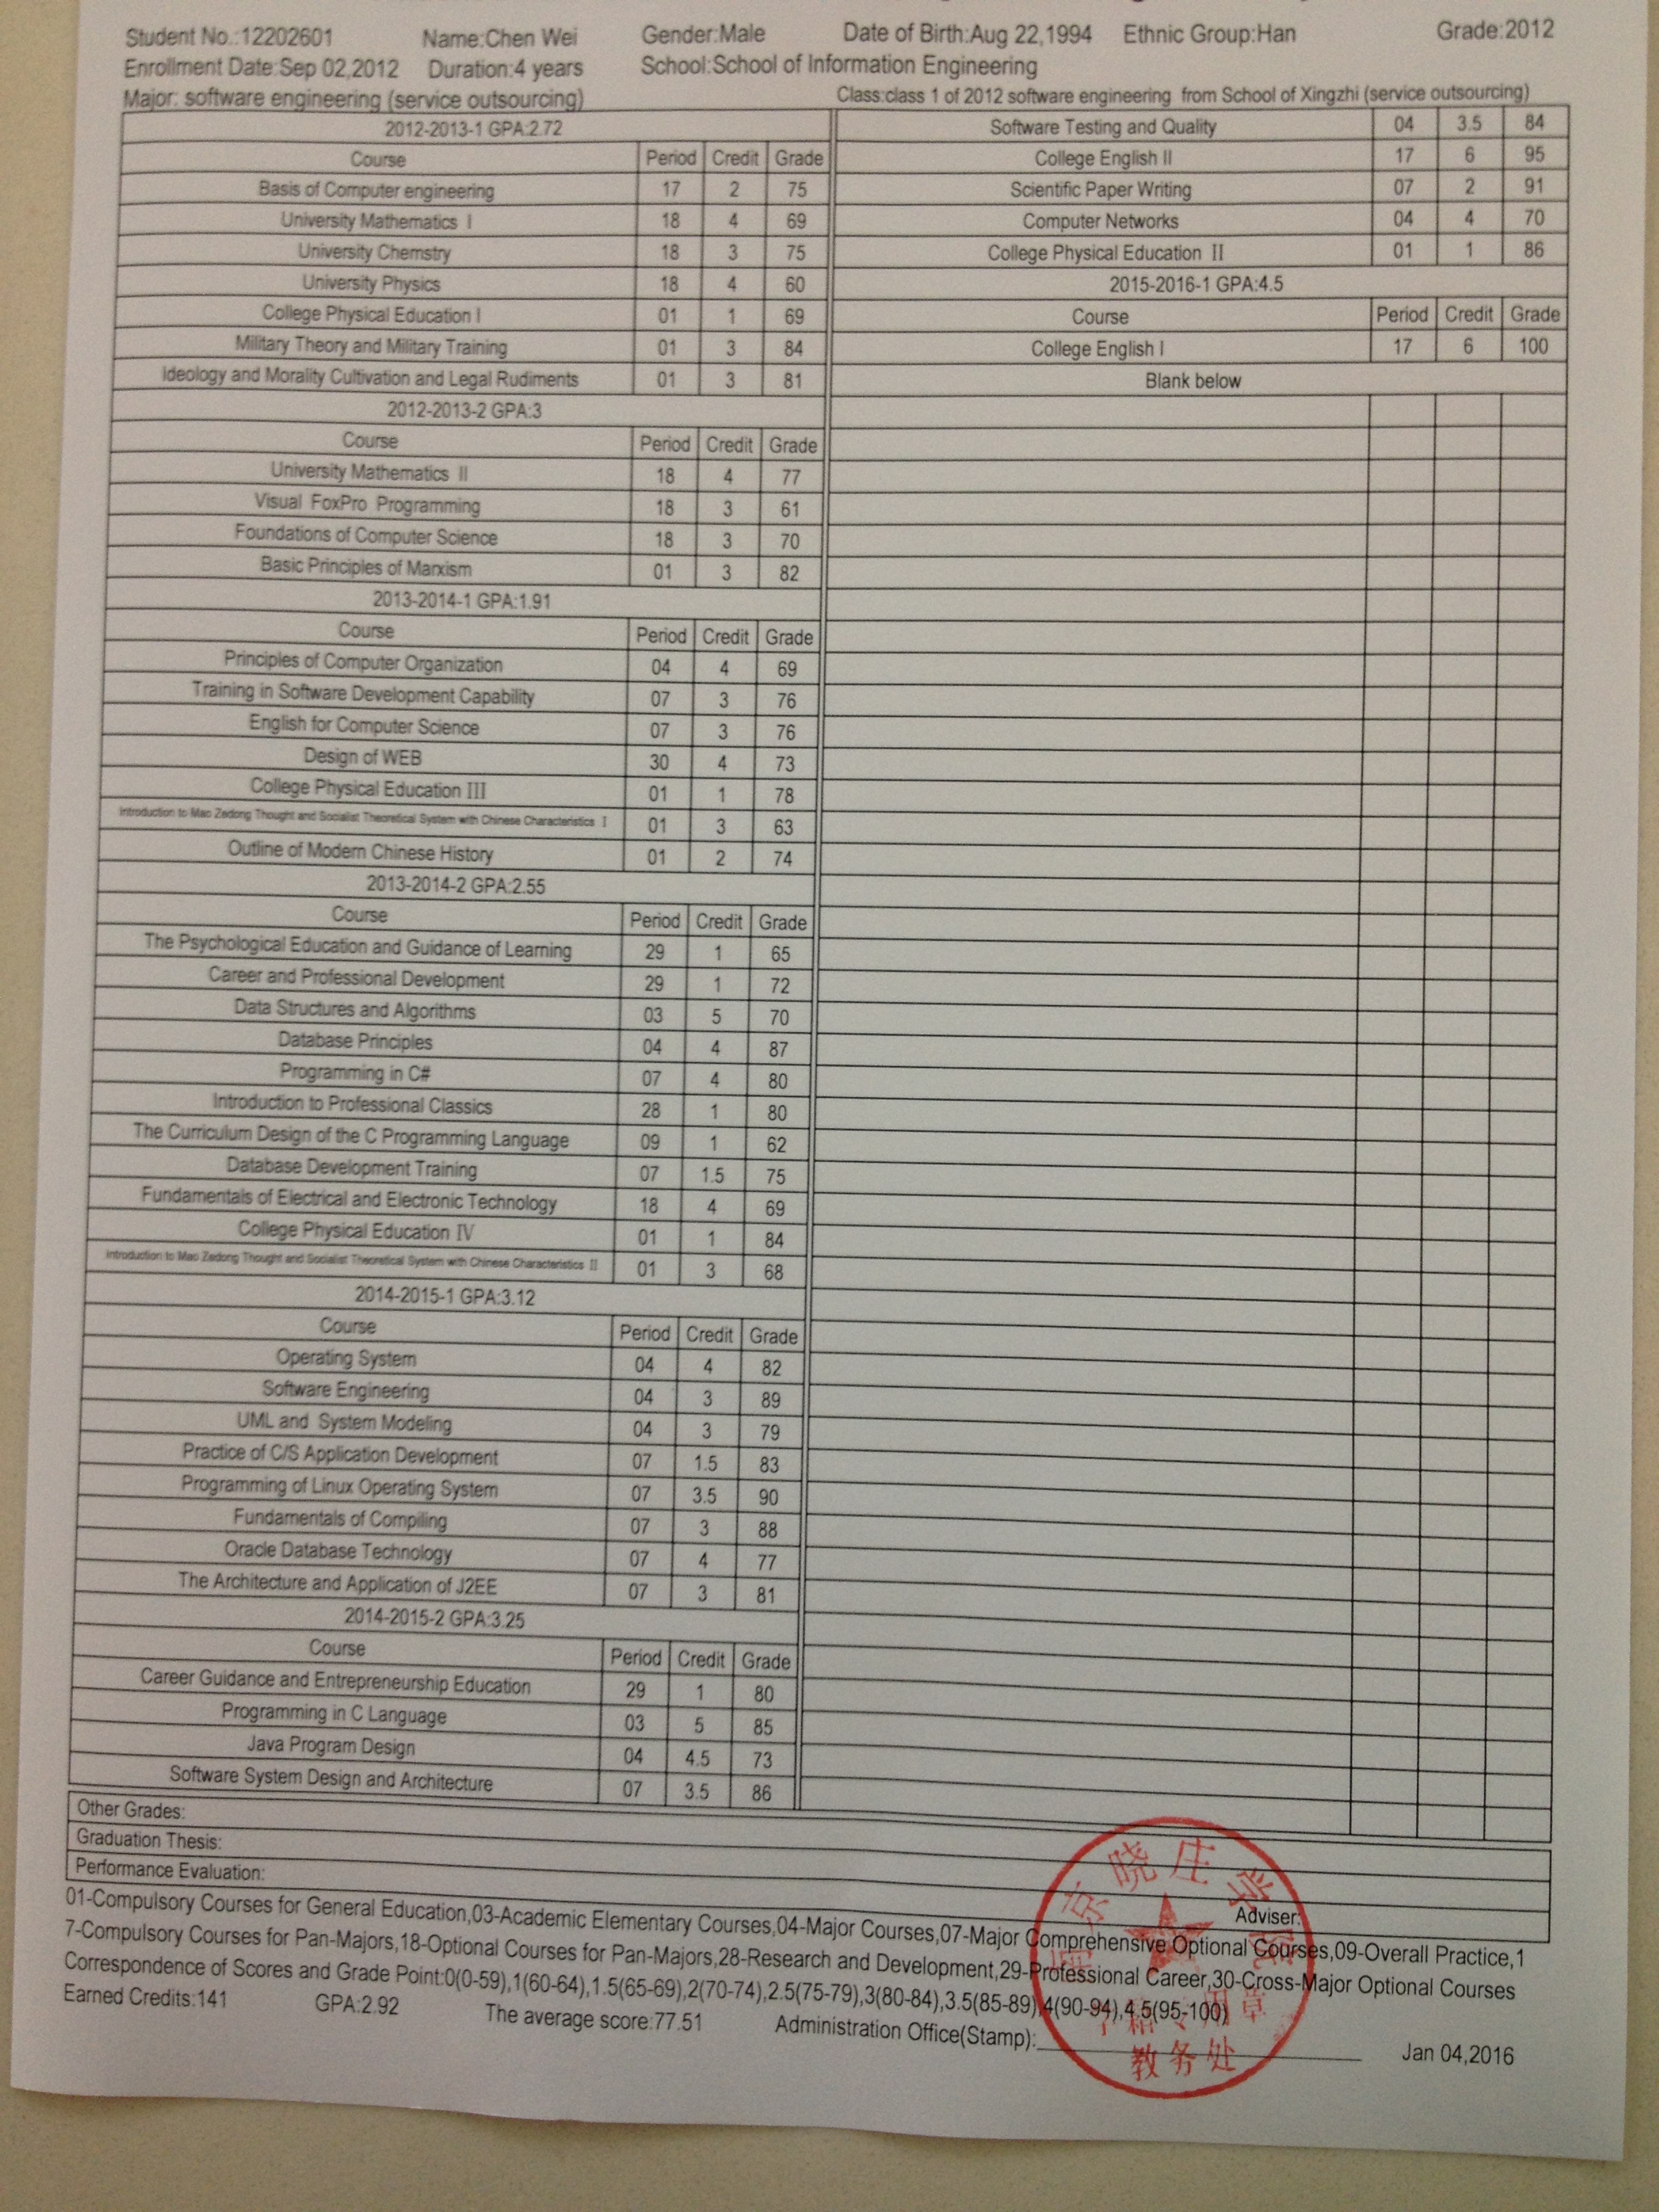 Student No.:12202601 Name:Chen Wei Gender:Male Date of Birth:Aug 22,1994 Ethnic Group:Han Grade:2012
Enrollment Date:Sep 02,2012 Duration:4 years School:School of Information Engineering
Major: software engineering (service outsourcing) Class:class 1 of 2012 software engineering from School of Xingzhi (service outsourcing)
2012-2013-1 GPA:2.72
Course Period Credit Grade
Basis of Computer engineering 17 2 75
University Mathematics I 18 4 69
University Chemstry 18 3 75
University Physics 18 4 60
College Physical Education I 01 1 69
Military Theory and Military Training 01 3 84
Ideology and Morality Cultivation and Legal Rudiments 01 3 81
2012-2013-2 GPA:3
Course Period Credit Grade
University Mathematics II 18 4 77
Visual FoxPro Programming 18 3 61
Foundations of Computer Science 18 3 70
Basic Principles of Marxism 01 3 82
2013-2014-1 GPA:1.91
Course Period Credit Grade
Principles of Computer Organization 04 4 69
Training in Software Development Capability 07 3 76
English for Computer Science 07 3 76
Design of WEB 30 4 73
College Physical Education III 01 1 78
Introduction to Mao Zedong Thought and Socialist Theoretical System with Chinese Characteristics I 01 3 63
Outline of Modern Chinese History 01 2 74
2013-2014-2 GPA:2.55
Course Period Credit Grade
The Psychological Education and Guidance of Learning 29 1 65
Career and Professional Development 29 1 72
Data Structures and Algorithms 03 5 70
Database Principles 04 4 87
Programming in C# 07 4 80
Introduction to Professional Classics 28 1 80
The Curriculum Design of the C Programming Language 09 1 62
Database Development Training 07 1.5 75
Fundamentals of Electrical and Electronic Technology 18 4 69
College Physical Education IV 01 1 84
Introduction to Mao Zedong Thought and Socialist Theoretical System with Chinese Characteristics II 01 3 68
2014-2015-1 GPA:3.12
Course Period Credit Grade
Operating System 04 4 82
Software Engineering 04 3 89
UML and System Modeling 04 3 79
Practice of C/S Application Development 07 1.5 83
Programming of Linux Operating System 07 3.5 90
Fundamentals of Compiling 07 3 88
Oracle Database Technology 07 4 77
The Architecture and Application of J2EE 07 3 81
2014-2015-2 GPA:3.25
Course Period Credit Grade
Career Guidance and Entrepreneurship Education 29 1 80
Programming in C Language 03 5 85
Java Program Design 04 4.5 73
Software System Design and Architecture 07 3.5 86
Software Testing and Quality 04 3.5 84
College English II 17 6 95
Scientific Paper Writing 07 2 91
Computer Networks 04 4 70
College Physical Education II 01 1 86
2015-2016-1 GPA:4.5
Course Period Credit Grade
College English I 17 6 100
Blank below
Other Grades:
Graduation Thesis:
Performance Evaluation:
Adviser:
01-Compulsory Courses for General Education,03-Academic Elementary Courses,04-Major Courses,07-Major Comprehensive Optional Courses,09-Overall Practice,1
7-Compulsory Courses for Pan-Majors,18-Optional Courses for Pan-Majors,28-Research and Development,29-Professional Career,30-Cross-Major Optional Courses
Correspondence of Scores and Grade Point:0(0-59),1(60-64),1.5(65-69),2(70-74),2.5(75-79),3(80-84),3.5(85-89),4(90-94),4.5(95-100)
Earned Credits:141 GPA:2.92 The average score:77.51 Administration Office(Stamp): Jan 04,2016
京晓庄学
教务处